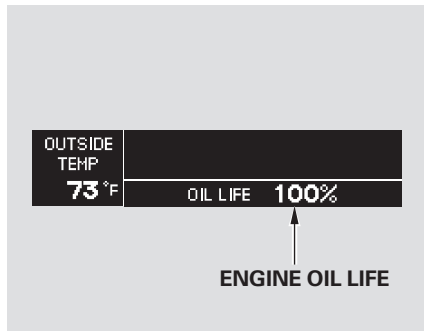 OUTSIDE
TEMP
73°F
OIL LIFE 100%
ENGINE OIL LIFE